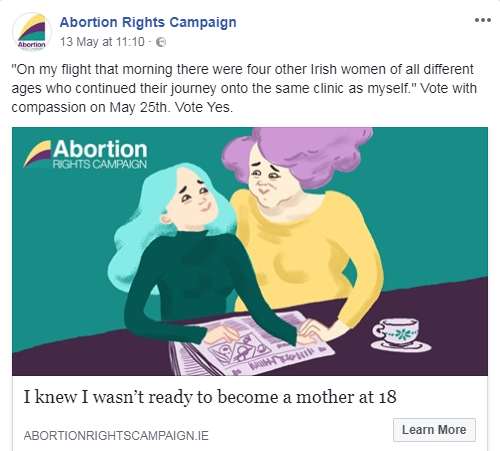 Abortion Rights Campaign
Abortion
13 May at 11:10 ·
"On my flight that morning there were four other Irish women of all different
ages who continued their journey onto the same clinic as myself." Vote with
compassion on May 25th. Vote Yes.
Abortion
RIGHTS CAMPAIGN
I knew I wasn't ready to become a mother at 18
ABORTIONRIGHTSCAMPAIGN.IE
Learn More